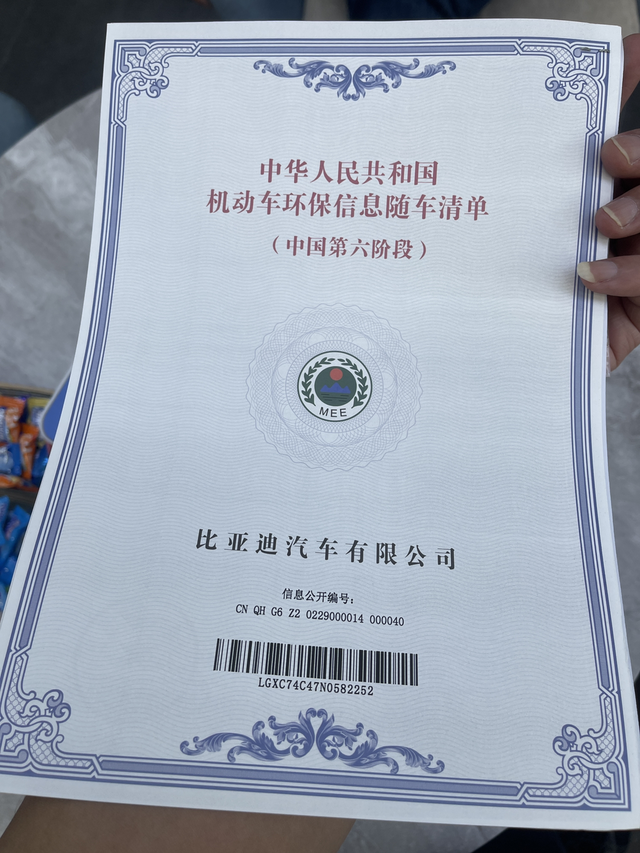 中华人民共和国
机动车环保信息随车清单
（中国第六阶段）
MEE
比亚迪汽车有限公司
信息公开编号：
CN QH G6 Z2 0229000014 000040
LGXC74C47N0582252